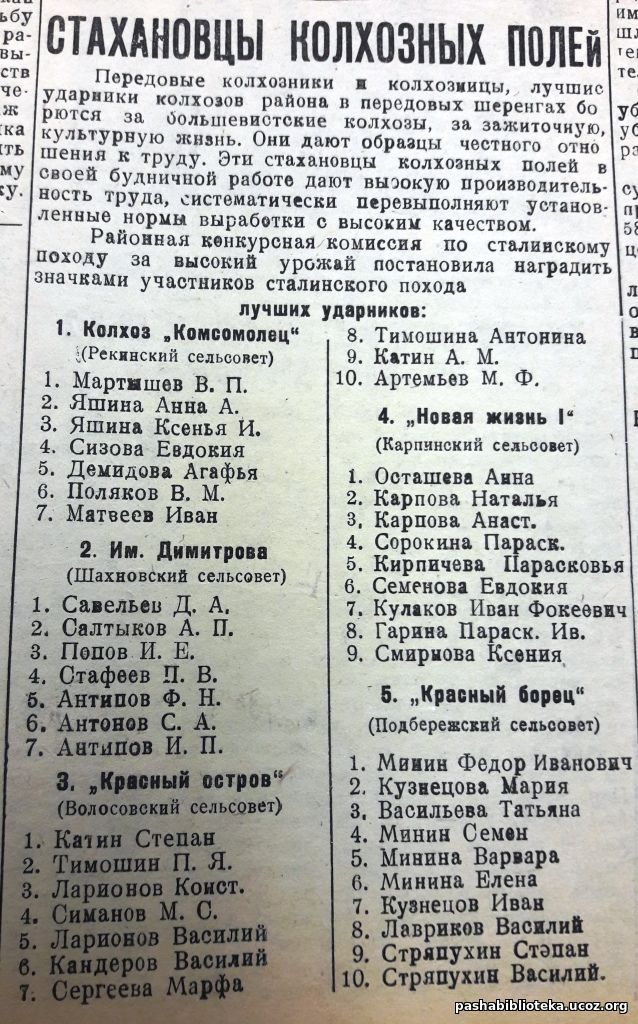 СТАХАНОВЦЫ КОЛХОЗНЫХ ПОЛЕЙ
Передовые колхозники и колхозницы, лучшие
ударники колхозов района в передовых шеренгах бо
рются за большевистские колхозы, за зажиточную,
культурную жизнь. Они дают образцы честного отно
шения к труду. Эти стахановцы колхозных полей в
своей будничной работе дают высокую производитель-
ность труда, систематически перевыполняют установ-
ленные нормы выработки с высоким качеством.
Районная конкурсная комиссия по сталинскому
походу за высокий урожай постановила наградить
значками участников сталинского похода
лучших ударников:
1. Колхоз „Комсомолец“
(Рекинский сельсовет)
1. Мартышев В. П.
2. Яшина Анна А.
3. Яшина Ксенья И.
4. Сизова Евдокия
5. Демидова Агафья
6. Поляков В. М.
7. Матвеев Иван
2. Им. Димитрова
(Шахновский сельсовет)
1. Савельев Д. А.
2. Салтыков А. П.
3. Попов И. Е.
4. Стафеев П. В.
5. Антипов Ф. Н.
6. Антонов С. А.
7. Антипов И. П.
3. „Красный остров“
(Волосовский сельсовет)
1. Катин Степан
2. Тимошин П. Я.
3. Ларионов Конст.
4. Симанов М. С.
5. Ларионов Василий
6. Кандеров Василий
7. Сергеева Марфа
8. Тимошина Антонина
9. Катин А. М.
10. Артемьев М. Ф.
4. „Новая жизнь I“
(Карпинский сельсовет)
1. Осташева Анна
2. Карпова Наталья
3, Карпова Анаст.
4. Сорокина Параск.
5. Кирпичева Парасковья
6. Семенова Евдокия
7. Кулаков Иван Фокеевич
8. Гарина Параск. Ив.
9. Смирнова Ксения
5. „Красный борец“
(Подбережский сельсовет)
1. Минин Федор Иванович
2. Кузнецова Мария
3, Васильева Татьяна
4. Минин Семен
5. Минина Варвара
6. Минина Елена
7. Кузнецов Иван
8. Лавриков Василий
9. Стряпухин Стэпан
10. Стряпухин Василий.
pashabiblioteka.ucoz.org